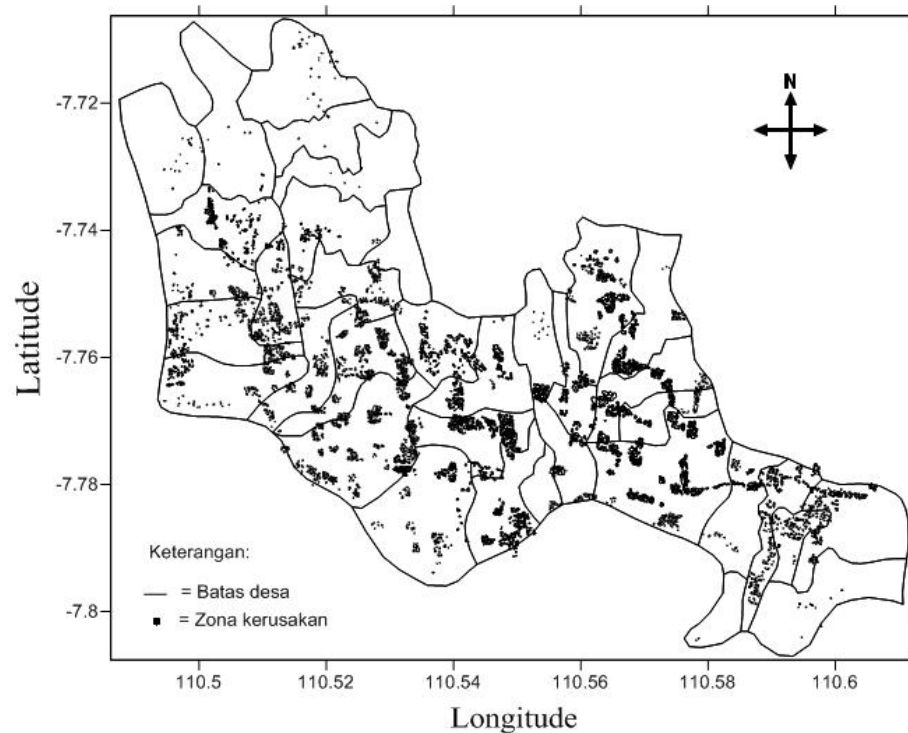 N
-7.72
-7.74
-7.76
-7.78
-7.8
Latitude
Keterangan:
= Batas desa
= Zona kerusakan
110.5
110.52
110.54
110.56
110.58
110.6
Longitude